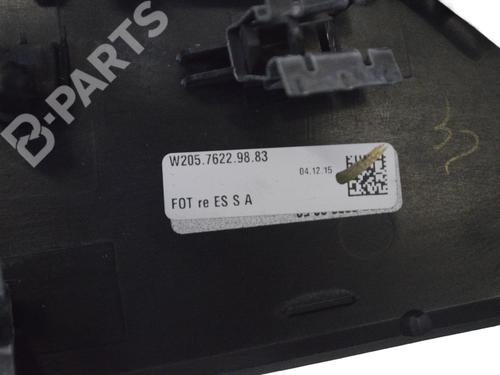 B-PARTS
W205.7622.98.83
04.12.15
FOT re ES S A